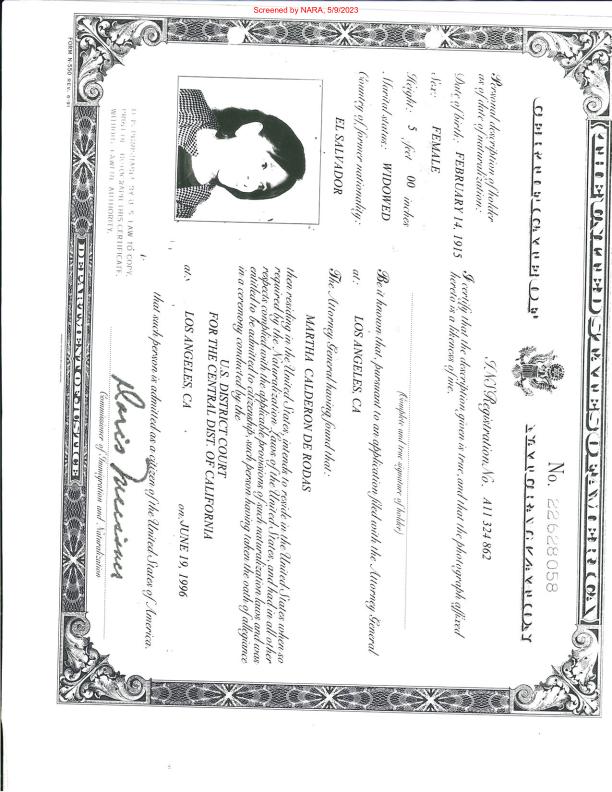 Screened by NARA, 5/9/2023
FORM N-550 REV. 6-91
THE UNITED STATES OF AMERICA
No. 22628058
CERTIFICATE OF NATURALIZATION
Personal description of holder
as of date of naturalization:
Date of birth: FEBRUARY 14, 1915
Sex: FEMALE
Height: 5 feet 00 inches
Marital status: WIDOWED
Country of former nationality:
EL SALVADOR
INS Registration No. A11 324 862
I certify that the description given is true, and that the photograph affixed
hereto is a likeness of me.
(Complete and true signature of holder)
Be it known that, pursuant to an application filed with the Attorney General
at: LOS ANGELES, CA
The Attorney General having found that:
MARTHA CALDERON DE RODAS
then residing in the United States, intends to reside in the United States when so
required by the Naturalization Laws of the United States, and had in all other
respects complied with the applicable provisions of such naturalization laws and was
entitled to be admitted to citizenship, such person having taken the oath of allegiance
in a ceremony conducted by the
U.S. DISTRICT COURT
FOR THE CENTRAL DIST. OF CALIFORNIA
at: LOS ANGELES, CA on: JUNE 19, 1996
that such person is admitted as a citizen of the United States of America.
Doris Meissner
Commissioner of Immigration and Naturalization
IT IS PUNISHABLE BY U. S. LAW TO COPY,
PRINT OR PHOTOGRAPH THIS CERTIFICATE,
WITHOUT LAWFUL AUTHORITY.
DEPARTMENT OF JUSTICE